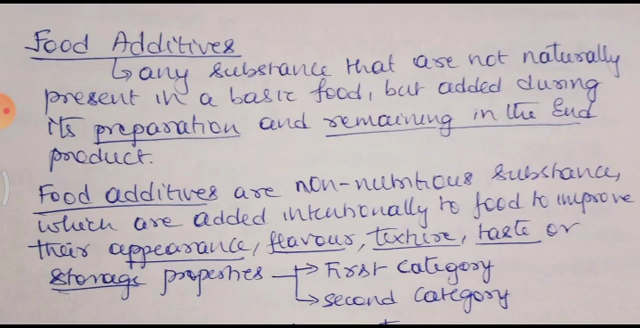 Food Additives
↳ any substance that are not naturally
present in a basic food, but added during
its preparation and remaining in the End
product.
Food additives are non-nutritious substance,
which are added intentionally to food to improve
their appearance, flavour, texture, taste or
storage properties → First category
↳ second category